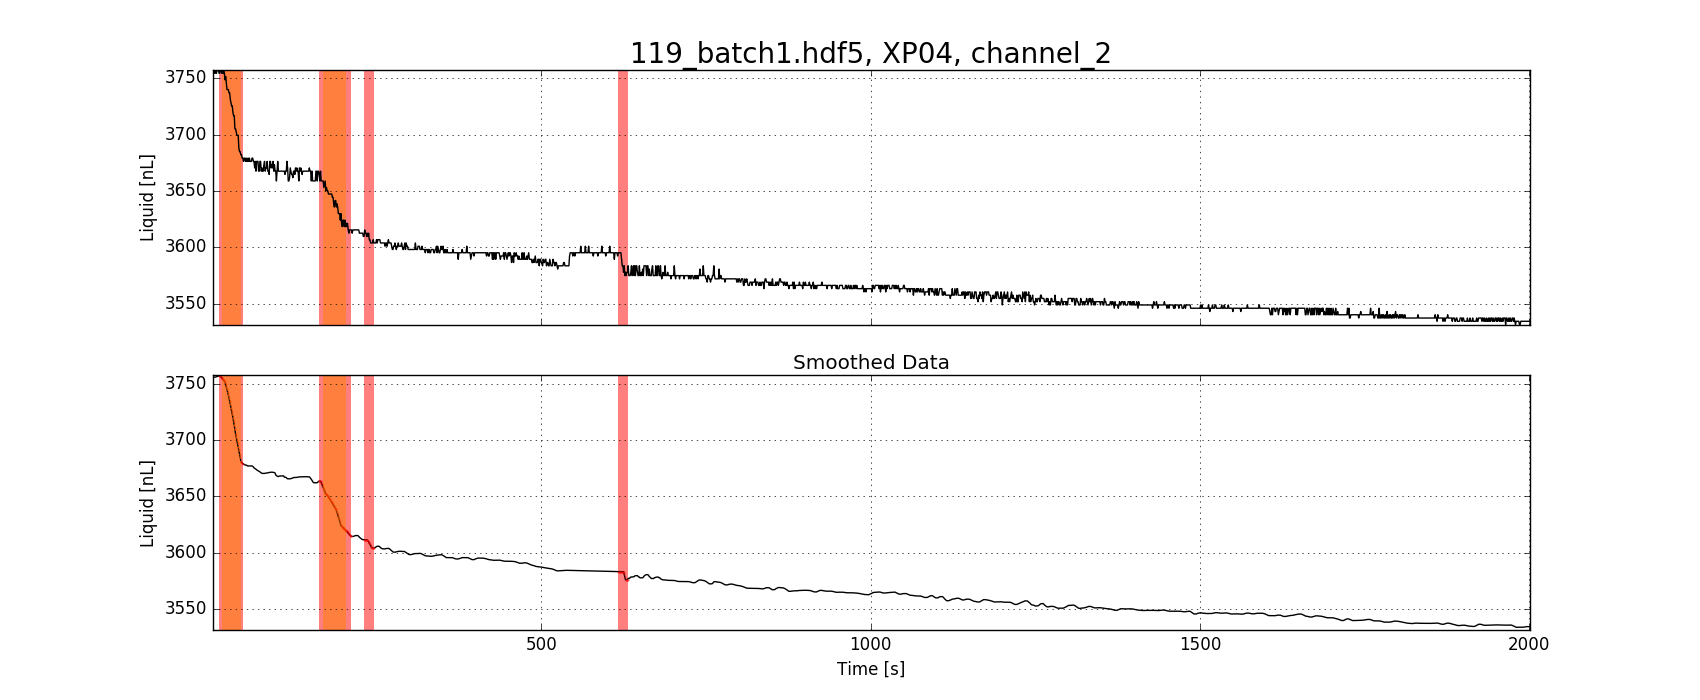 119_batch1.hdf5, XP04, channel_2
3750
3700
3650
3600
3550
Liquid [nL]
Smoothed Data
3750
3700
3650
3600
3550
Liquid [nL]
500 1000 1500 2000
Time [s]